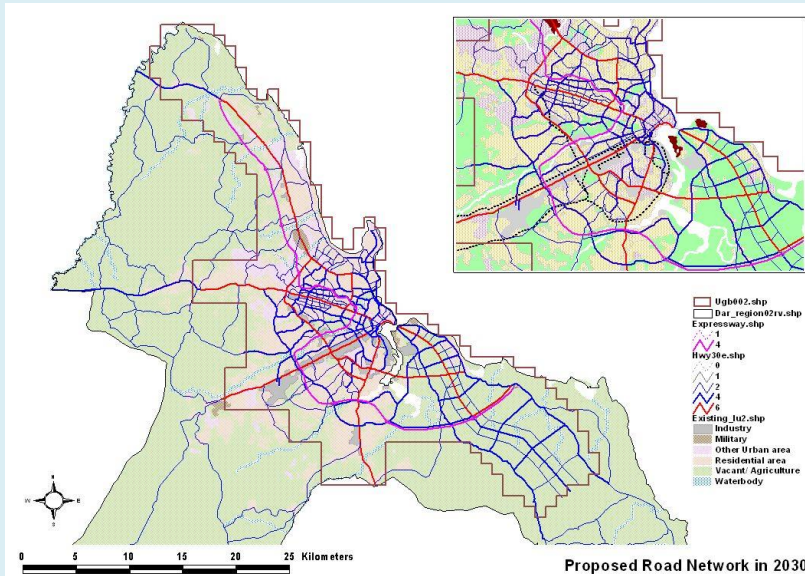 Ugb002.shp
Dar_region02rv.shp
Expressway.shp
1
4
Hwy30e.shp
0
1
2
4
6
Existing_lu2.shp
Industry
Military
Other Urban area
Residential area
Vacant/ Agriculture
Waterbody
N
W E
S
0 5 10 15 20 25 Kilometers
Proposed Road Network in 2030